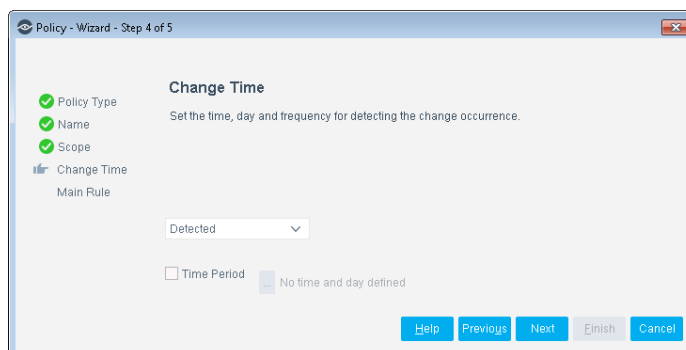 Policy - Wizard - Step 4 of 5
Change Time
Set the time, day and frequency for detecting the change occurrence.
Policy Type
Name
Scope
Change Time
Main Rule
Detected
Time Period
... No time and day defined
Help Previous Next Finish Cancel